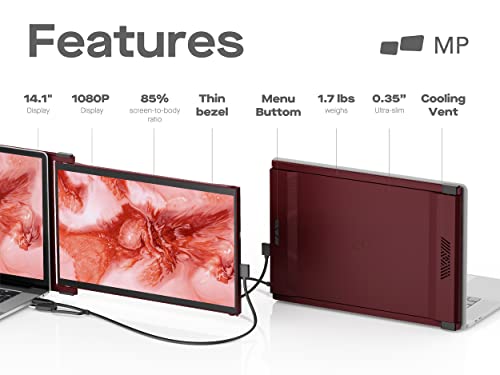 Features
MP
14.1"
Display
1080P
Display
85%
screen-to-body
ratio
Thin
bezel
Menu
Buttom
1.7 lbs
weighs
0.35"
Ultra-slim
Cooling
Vent